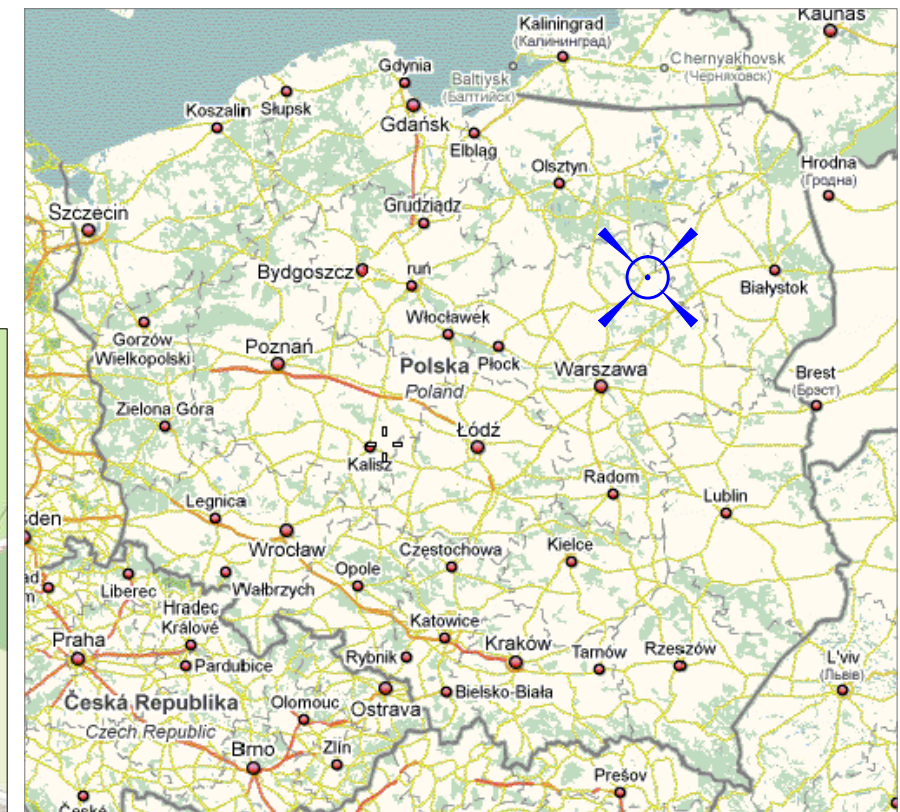 Kaunas
Kaliningrad
(Калининград)
Chernyakhovsk
(Черняховск)
Gdynia
Baltiysk
(Балтийск)
Koszalin
Słupsk
Gdańsk
Elbląg
Olsztyn
Hrodna
(Гродна)
Szczecin
Grudziądz
Bydgoszcz
ruń
Białystok
Włocławek
Gorzów
Wielkopolski
Poznań
Polska
Poland
Płock
Warszawa
Brest
(Брэст)
Zielona Góra
Łódź
Kalisz
Radom
Legnica
Lublin
sden
Wrocław
Częstochowa
Kielce
Opole
ad
m
Liberec
Wałbrzych
Hradec
Králové
Katowice
Kraków
Praha
Pardubice
Rybnik
Tarnów
Rzeszów
L'viv
(Львів)
Česká Republika
Czech Republic
Olomouc
Ostrava
Bielsko-Biała
Brno
Zlín
Prešov
České